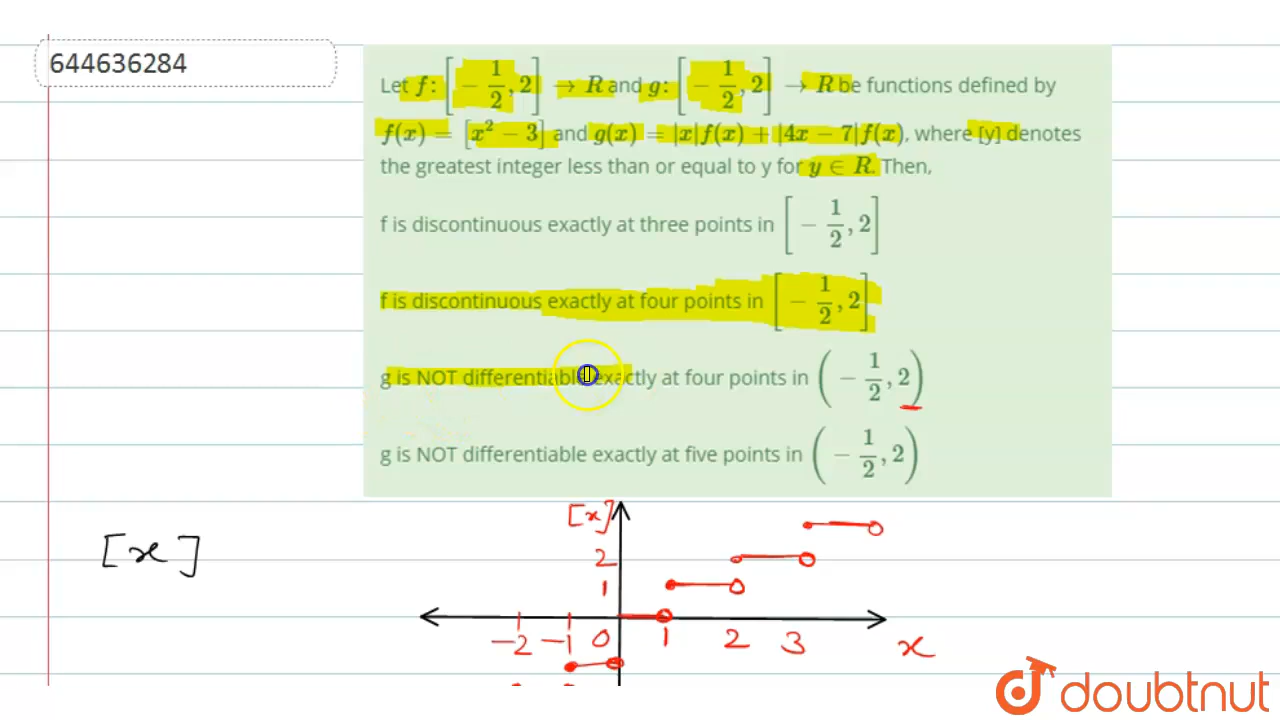 644636284
Let f: [−1/2, 2] → R and g: [−1/2, 2] → R be functions defined by
f(x) = [x² − 3] and g(x) = |x|f(x) + |4x − 7|f(x), where [y] denotes
the greatest integer less than or equal to y for y ∈ R. Then,
f is discontinuous exactly at three points in [−1/2, 2]
f is discontinuous exactly at four points in [−1/2, 2]
g is NOT differentiable exactly at four points in (−1/2, 2)
g is NOT differentiable exactly at five points in (−1/2, 2)
[x]
[x]
2
1
−2 −1 0 1 2 3 x
doubtnut